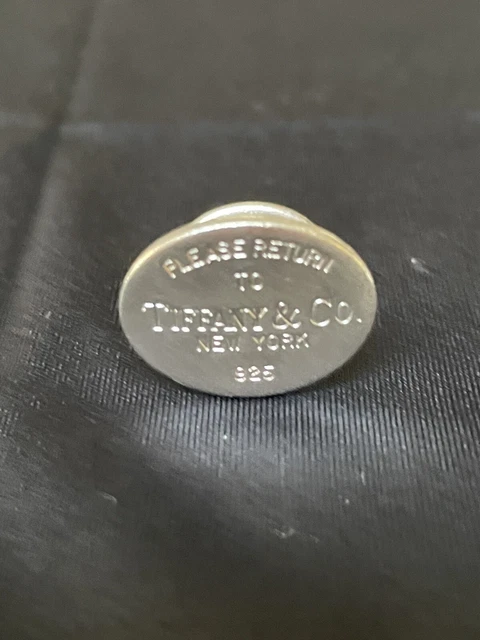 PLEASE RETURN
TO
TIFFANY & CO.
NEW YORK
925